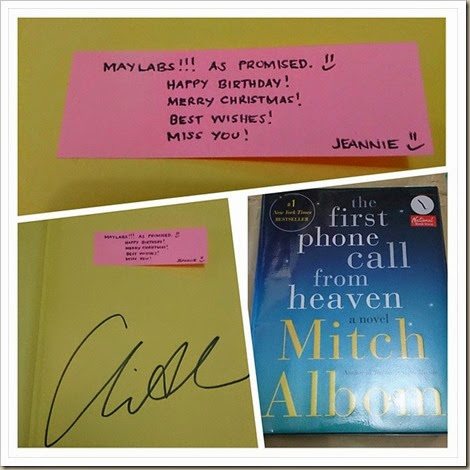 MAYLABS!!! AS PROMISED.
HAPPY BIRTHDAY!
MERRY CHRISTMAS!
BEST WISHES!
MISS YOU!
JEANNIE
MAYLABS!!! AS PROMISED.
HAPPY BIRTHDAY!
MERRY CHRISTMAS!
BEST WISHES!
MISS YOU!
JEANNIE
#1
New York Times
BESTSELLER
National
the
first
phone
call
from
heaven
a novel
Mitch
Albom